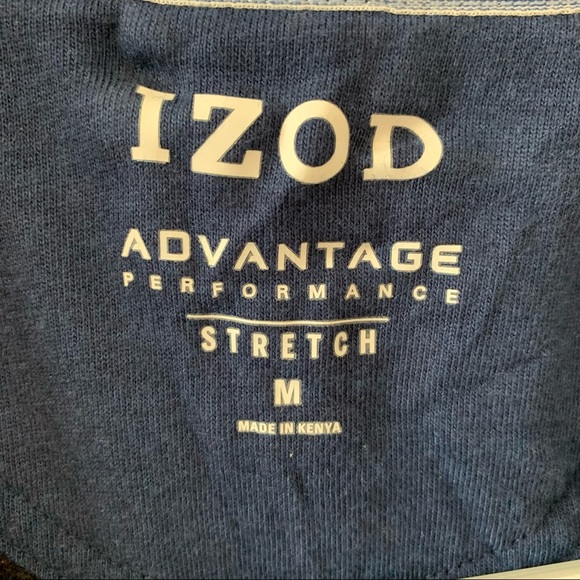 IZOD
ADVANTAGE
PERFORMANCE
STRETCH
M
MADE IN KENYA